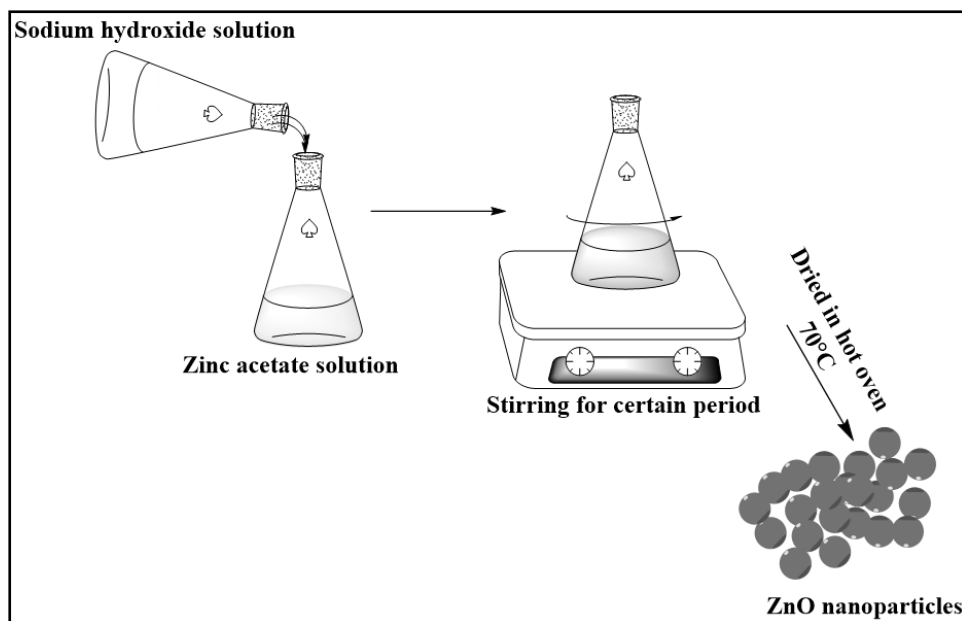 Sodium hydroxide solution
Zinc acetate solution
Stirring for certain period
Dried in hot oven
70°C
ZnO nanoparticles